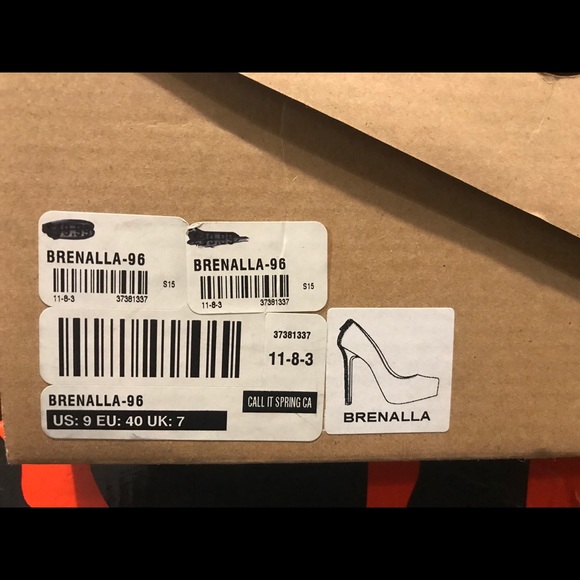 BRENALLA-96
S15
11-8-3 37381337
BRENALLA-96
S15
11-8-3 37381337
37381337
11-8-3
BRENALLA-96
CALL IT SPRING CA
US: 9 EU: 40 UK: 7
BRENALLA